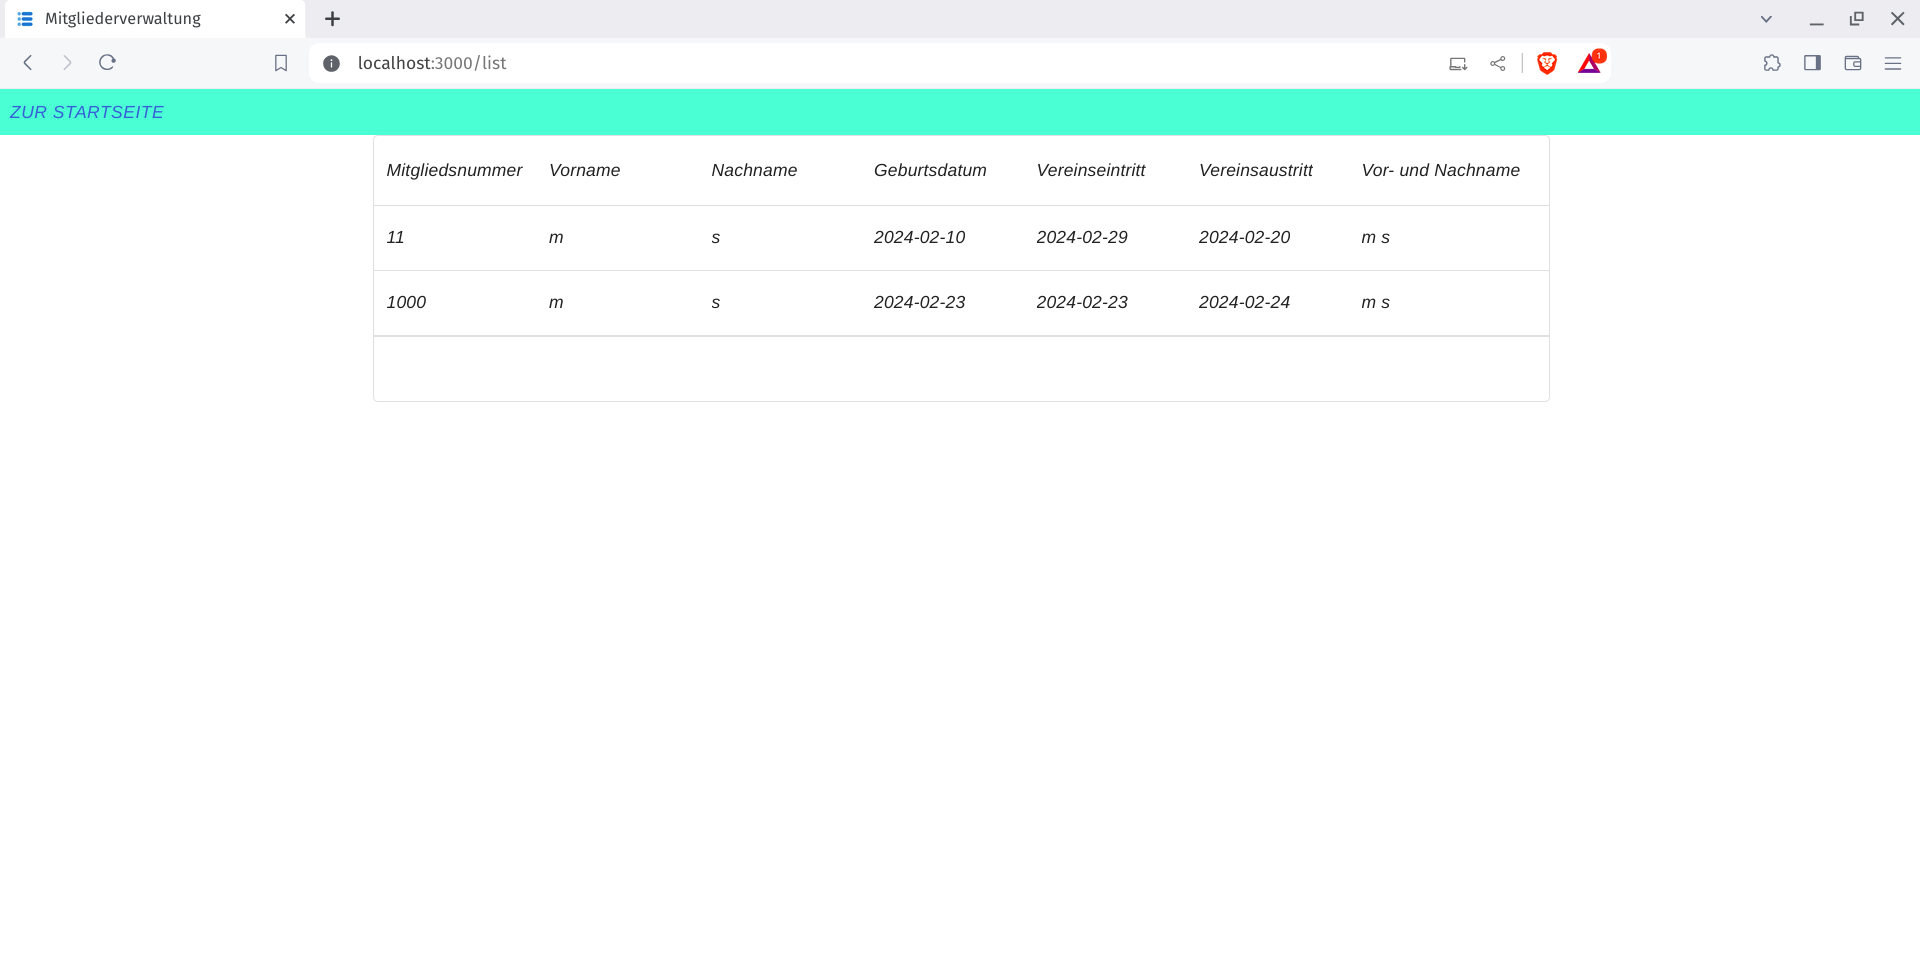 Mitgliederverwaltung
localhost:3000/list
1
ZUR STARTSEITE
Mitgliedsnummer Vorname Nachname Geburtsdatum Vereinseintritt Vereinsaustritt Vor- und Nachname
11 m s 2024-02-10 2024-02-29 2024-02-20 m s
1000 m s 2024-02-23 2024-02-23 2024-02-24 m s